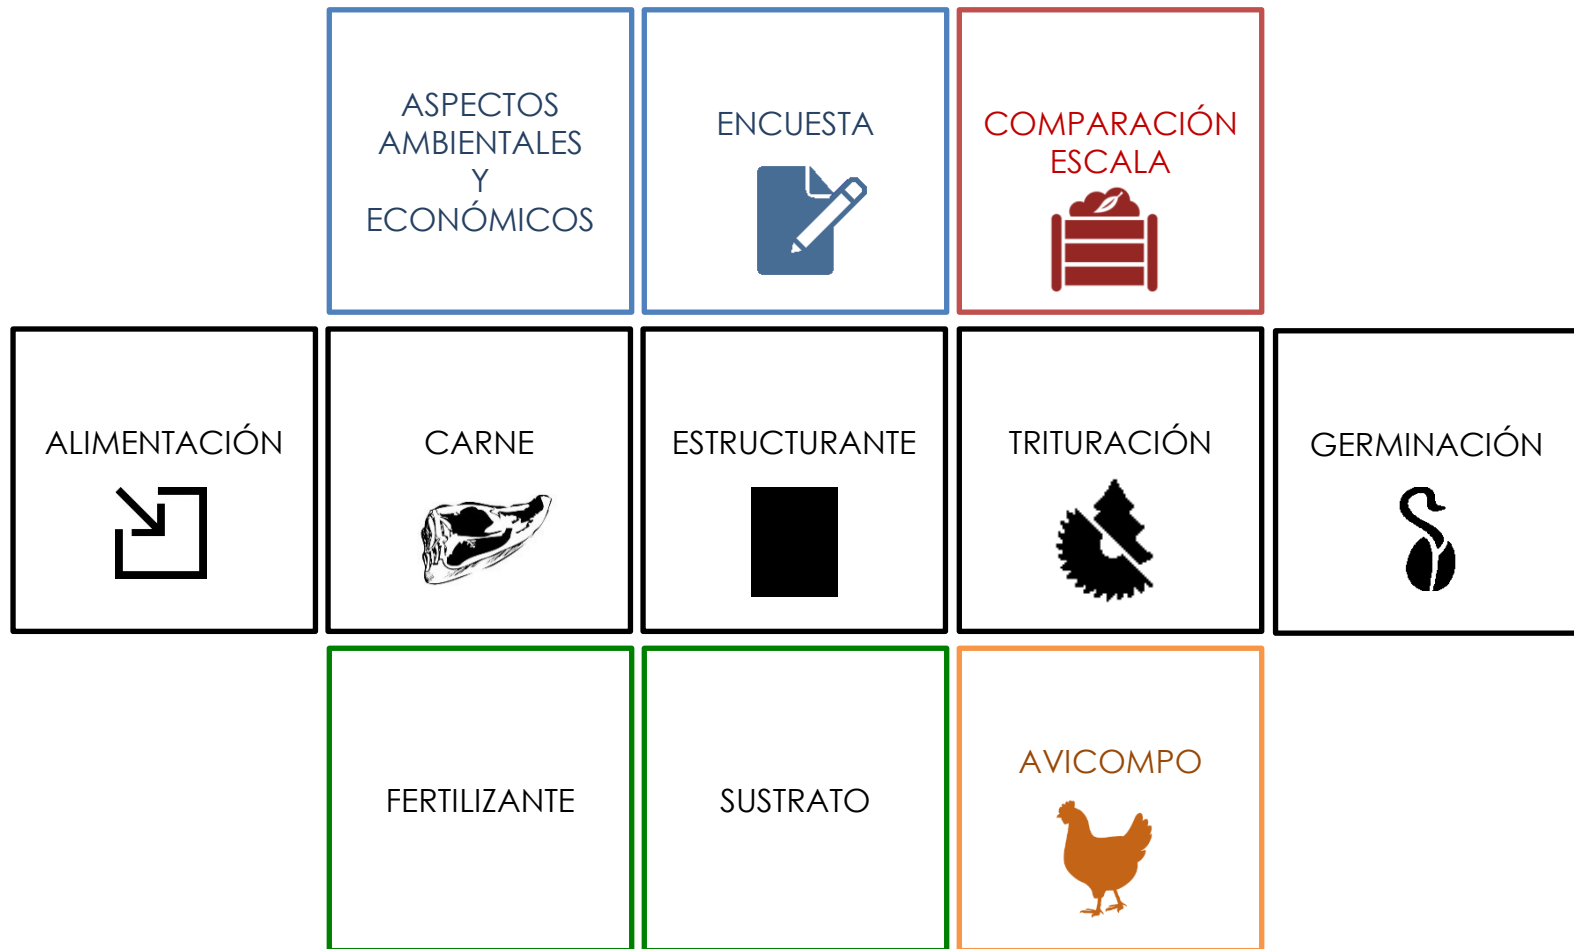 ASPECTOS
AMBIENTALES
Y
ECONÓMICOS
ENCUESTA
COMPARACIÓN
ESCALA
ALIMENTACIÓN
CARNE
ESTRUCTURANTE
TRITURACIÓN
GERMINACIÓN
FERTILIZANTE
SUSTRATO
AVICOMPO